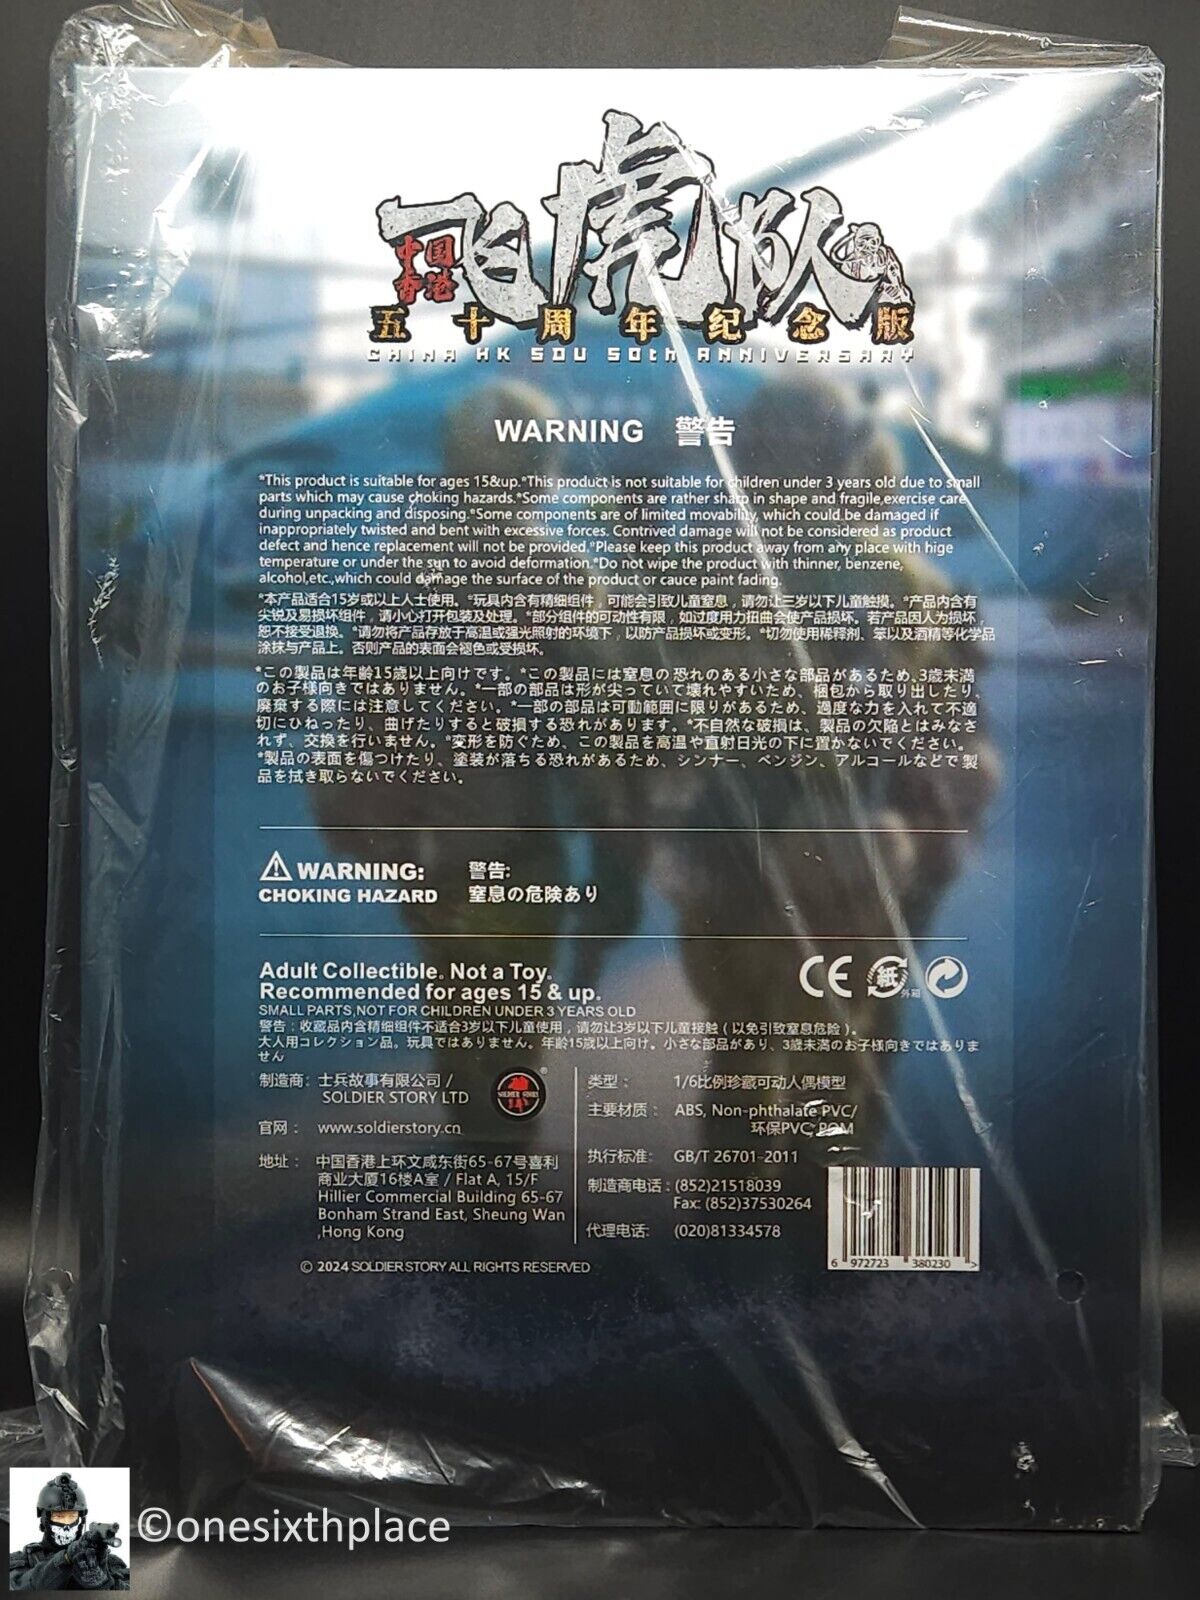 飞虎队
中国
香港
五十周年纪念版
CHINA HK SDU 50th ANNIVERSARY
WARNING 警告
*This product is suitable for ages 15&up.*This product is not suitable for children under 3 years old due to small
parts which may cause choking hazards.*Some components are rather sharp in shape and fragile,exercise care
during unpacking and disposing.*Some components are of limited movability, which could be damaged if
inappropriately twisted and bent with excessive forces. Contrived damage will not be considered as product
defect and hence replacement will not be provided.*Please keep this product away from any place with hige
temperature or under the sun to avoid deformation.*Do not wipe the product with thinner, benzene,
alcohol,etc.,which could damage the surface of the product or cauce paint fading.
*本产品适合15岁或以上人士使用。*玩具内含有精细组件，可能会引致儿童窒息，请勿让三岁以下儿童触摸。*产品内含有
尖锐及易损坏组件，请小心打开包装及处理。*部分组件的可动性有限，如过度用力扭曲会使产品损坏。若产品因人为损坏，
恕不接受退换。*请勿将产品存放于高温或强光照射的环境下，以防产品损坏或变形。*切勿使用稀释剂、笨以及酒精等化学品
涂抹与产品上。否则产品的表面会褪色或受损坏。
*この製品は年齢15歳以上向けです。*この製品には窒息の恐れのある小さな部品があるため、3歳未満
のお子様向きではありません。*一部の部品は形が尖っていて壊れやすいため、梱包から取り出したり、
廃棄する際には注意してください。*一部の部品は可動範囲に限りがあるため、過度な力を入れて不適
切にひねったり、曲げたりすると破損する恐れがあります。*不自然な破損は、製品の欠陥とはみなさ
れず、交換を行いません。*変形を防ぐため、この製品を高温や直射日光の下に置かないでください。
*製品の表面を傷つけたり、塗装が落ちる恐れがあるため、シンナー、ベンジン、アルコールなどで製
品を拭き取らないでください。
WARNING: 警告:
CHOKING HAZARD 窒息の危険あり
Adult Collectible. Not a Toy.
Recommended for ages 15 & up.
CE 紙 外箱
SMALL PARTS,NOT FOR CHILDREN UNDER 3 YEARS OLD
警告：收藏品内含精细组件不适合3岁以下儿童使用，请勿让3岁以下儿童接触（以免引致窒息危险）。
大人用コレクション品。玩具ではありません。年齢15歳以上向け。小さな部品があり、3歳未満のお子様向きではありま
せん
制造商：士兵故事有限公司 /
SOLDIER STORY LTD
SOLDIER STORY ®
官网： www.soldierstory.cn
地址： 中国香港上环文咸东街65-67号喜利
商业大厦16楼A室 / Flat A, 15/F
Hillier Commercial Building 65-67
Bonham Strand East, Sheung Wan
,Hong Kong
类型： 1/6比例珍藏可动人偶模型
主要材质： ABS, Non-phthalate PVC/
环保PVC, POM
执行标准: GB/T 26701-2011
制造商电话 : (852)21518039
Fax: (852)37530264
代理电话: (020)81334578
6 972723 380230 >
© 2024 SOLDIERSTORY ALL RIGHTS RESERVED
©onesixthplace